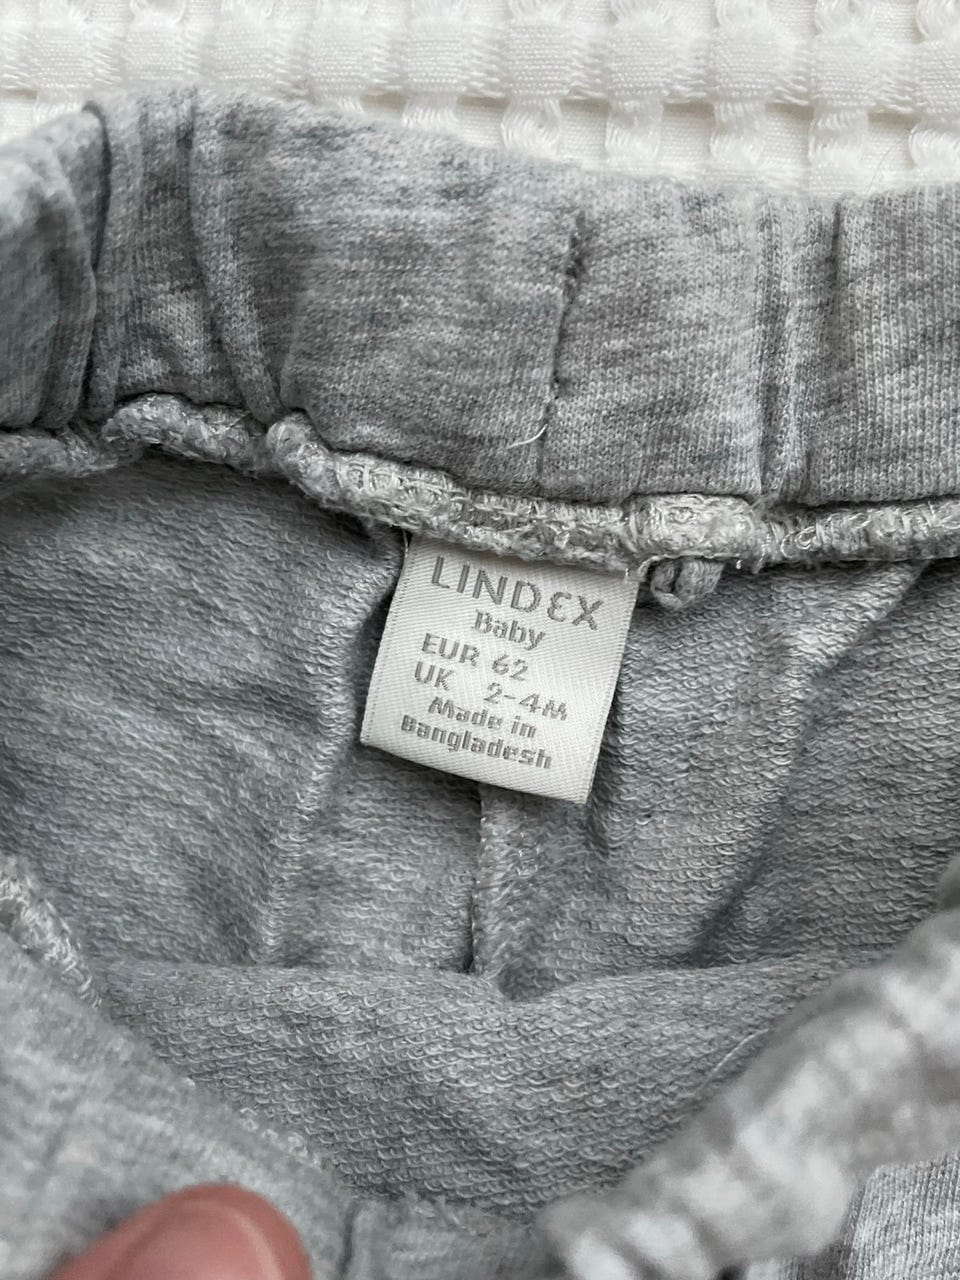 LINDEX
Baby
EUR 62
UK 2-4M
Made in
Bangladesh